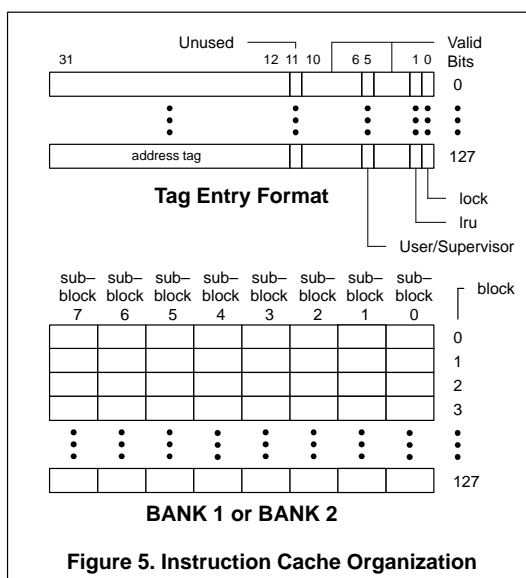 Unused
Valid
Bits
31 12 11 10 6 5 1 0
0
address tag 127
Tag Entry Format
lock
lru
User/Supervisor
sub– sub– sub– sub– sub– sub– sub– sub–
block block block block block block block block block
7 6 5 4 3 2 1 0
0
1
2
3
127
BANK 1 or BANK 2
Figure 5. Instruction Cache Organization